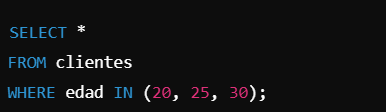 SELECT *
FROM clientes
WHERE edad IN (20, 25, 30);